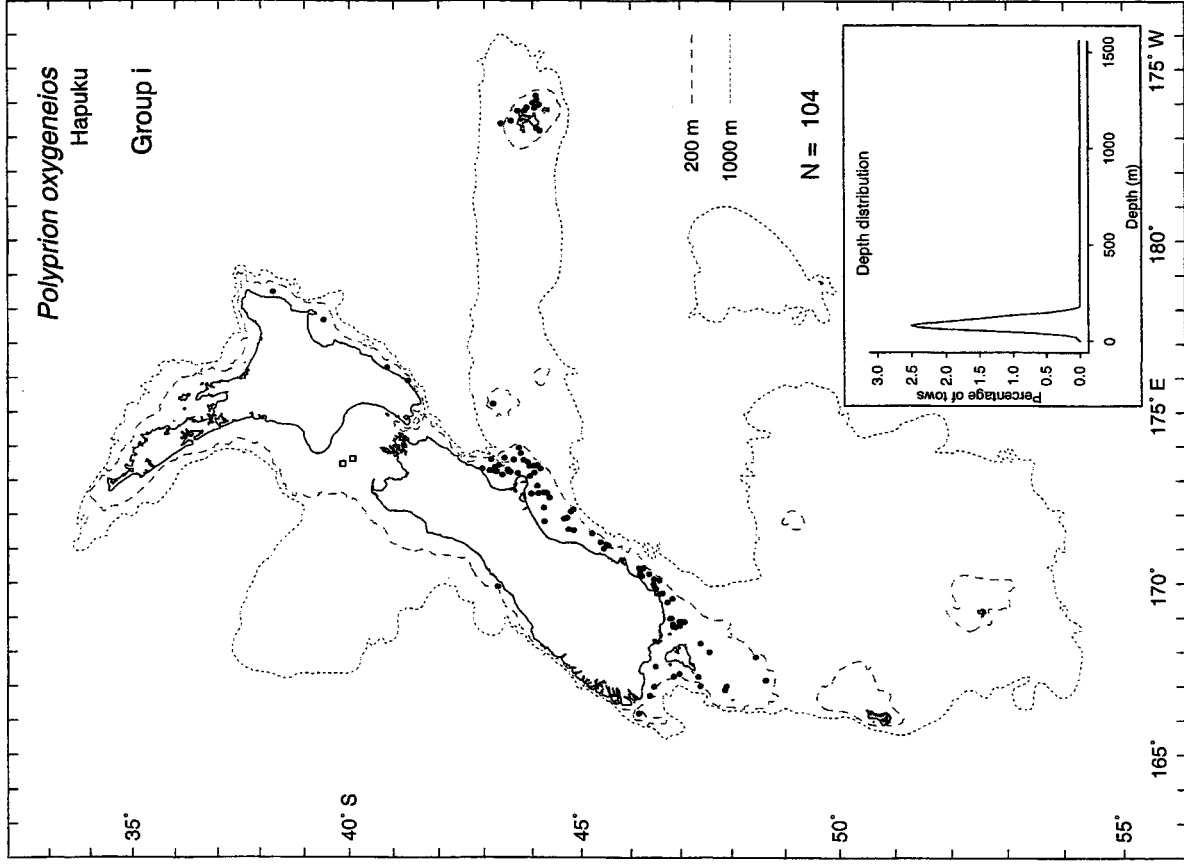 Polyprion oxygeneios
Hapuku
Group i
35°
40° S
45°
50°
55°
165°
170°
175° E
180°
175° W
200 m
1000 m
N = 104
Depth distribution
Percentage of tows
3.0
2.5
2.0
1.5
1.0
0.5
0.0
0
500
1000
1500
Depth (m)